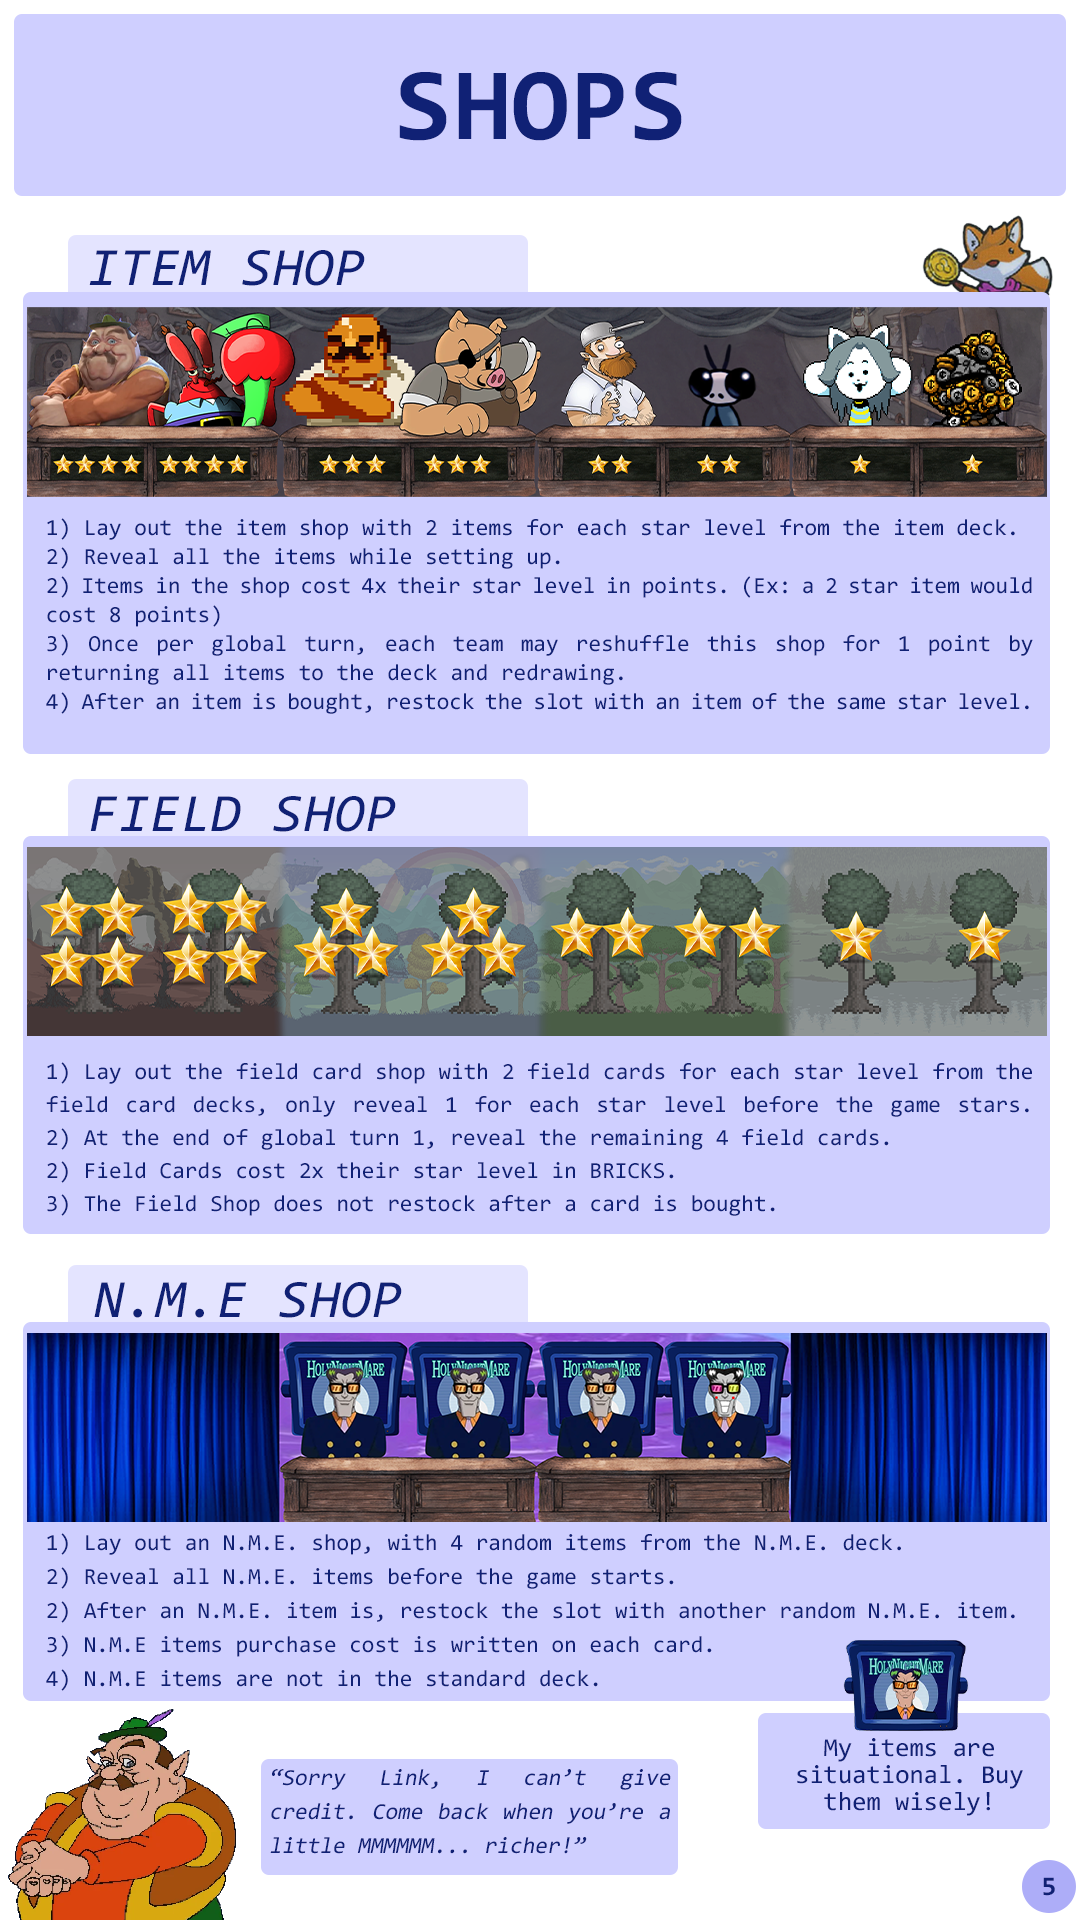 SHOPS
ITEM SHOP
1) Lay out the item shop with 2 items for each star level from the item deck.
2) Reveal all the items while setting up.
2) Items in the shop cost 4x their star level in points. (Ex: a 2 star item would
cost 8 points)
3) Once per global turn, each team may reshuffle this shop for 1 point by
returning all items to the deck and redrawing.
4) After an item is bought, restock the slot with an item of the same star level.
FIELD SHOP
1) Lay out the field card shop with 2 field cards for each star level from the
field card decks, only reveal 1 for each star level before the game stars.
2) At the end of global turn 1, reveal the remaining 4 field cards.
2) Field Cards cost 2x their star level in BRICKS.
3) The Field Shop does not restock after a card is bought.
N.M.E SHOP
HolyNightMare HolyNightMare HolyNightMare HolyNightMare
1) Lay out an N.M.E. shop, with 4 random items from the N.M.E. deck.
2) Reveal all N.M.E. items before the game starts.
2) After an N.M.E. item is, restock the slot with another random N.M.E. item.
3) N.M.E items purchase cost is written on each card.
4) N.M.E items are not in the standard deck.
HolyNightMare
My items are
situational. Buy
them wisely!
“Sorry Link, I can’t give
credit. Come back when you’re a
little MMMMMM... richer!”
5